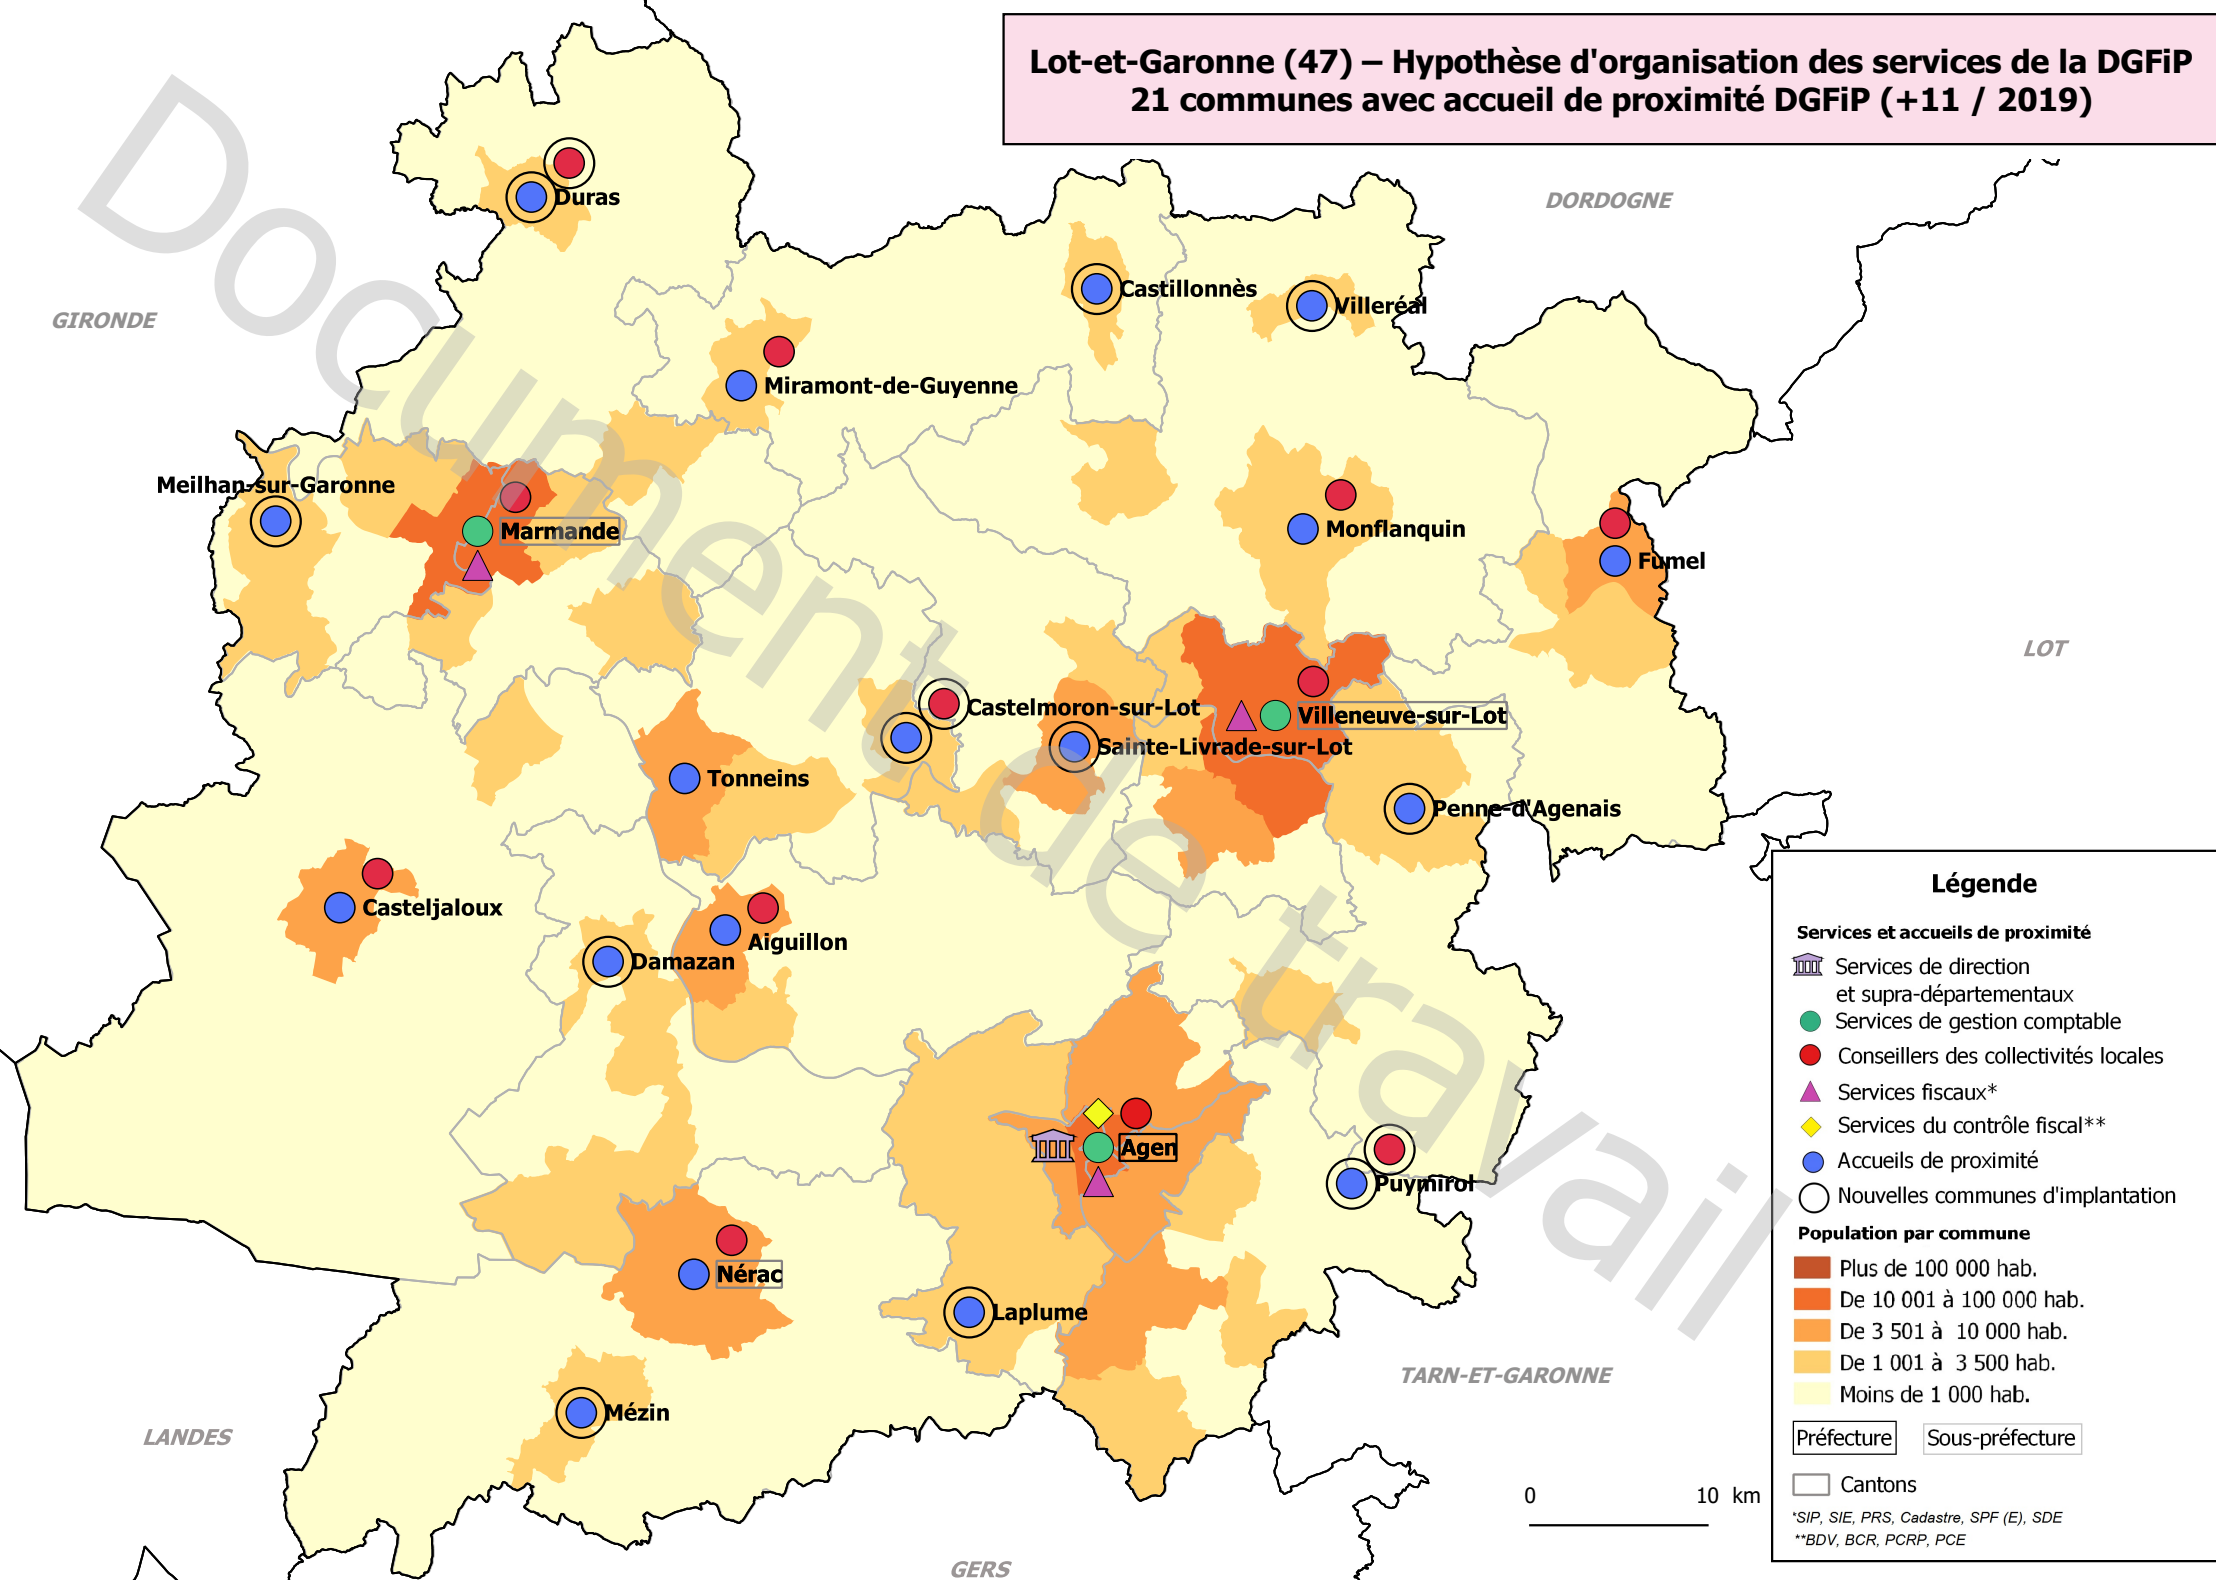 Lot-et-Garonne (47) – Hypothèse d'organisation des services de la DGFiP
21 communes avec accueil de proximité DGFiP (+11 / 2019)
Document de travail
DORDOGNE
GIRONDE
LOT
TARN-ET-GARONNE
LANDES
GERS
Duras
Castillonnès
Villeréal
Miramont-de-Guyenne
Meilhan-sur-Garonne
Marmande
Monflanquin
Fumel
Castelmoron-sur-Lot
Villeneuve-sur-Lot
Sainte-Livrade-sur-Lot
Tonneins
Penne-d'Agenais
Casteljaloux
Aiguillon
Damazan
Agen
Puymirol
Nérac
Laplume
Mézin
0 10 km
Légende
Services et accueils de proximité
Services de direction
et supra-départementaux
Services de gestion comptable
Conseillers des collectivités locales
Services fiscaux*
Services du contrôle fiscal**
Accueils de proximité
Nouvelles communes d'implantation
Population par commune
Plus de 100 000 hab.
De 10 001 à 100 000 hab.
De 3 501 à 10 000 hab.
De 1 001 à 3 500 hab.
Moins de 1 000 hab.
Préfecture Sous-préfecture
Cantons
*SIP, SIE, PRS, Cadastre, SPF (E), SDE
**BDV, BCR, PCRP, PCE